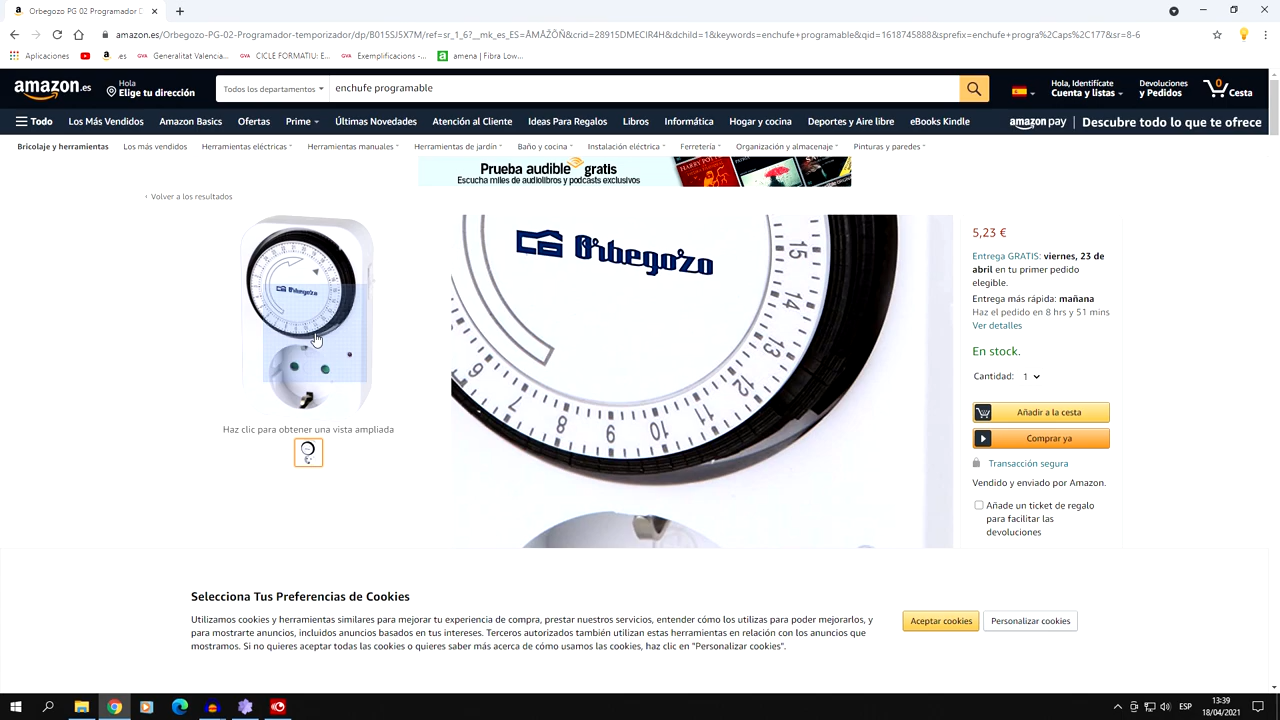 Orbegozo PG 02 Programador D
amazon.es/Orbegozo-PG-02-Programador-temporizador/dp/B015SJ5X7M/ref=sr_1_6?__mk_es_ES=ÅMÅŽÕÑ&crid=28915DMECIR4H&dchild=1&keywords=enchufe+programable&qid=1618745888&sprefix=enchufe+progra%2Caps%2C177&sr=8-6
Aplicaciones .es Generalitat Valencia... CICLE FORMATIU: E... Exemplificacions -... amena | Fibra Low...
amazon.es Hola Elige tu dirección Todos los departamentos enchufe programable Hola, Identifícate Cuenta y listas Devoluciones y Pedidos 0 Cesta
Todo Los Más Vendidos Amazon Basics Ofertas Prime Últimas Novedades Atención al Cliente Ideas Para Regalos Libros Informática Hogar y cocina Deportes y Aire libre eBooks Kindle amazon pay Descubre todo lo que te ofrece
Bricolaje y herramientas Los más vendidos Herramientas eléctricas Herramientas manuales Herramientas de jardín Baño y cocina Instalación eléctrica Ferretería Organización y almacenaje Pinturas y paredes
Prueba audible gratis
Escucha miles de audiolibros y podcasts exclusivos
HARRY POTTER
‹ Volver a los resultados
Orbegozo
Orbegozo
15
14
13
12
11
10
9
8
7
Haz clic para obtener una vista ampliada
5,23 €
Entrega GRATIS: viernes, 23 de
abril en tu primer pedido
elegible.
Entrega más rápida: mañana
Haz el pedido en 8 hrs y 51 mins
Ver detalles
En stock.
Cantidad: 1
Añadir a la cesta
Comprar ya
Transacción segura
Vendido y enviado por Amazon.
Añade un ticket de regalo
para facilitar las
devoluciones
Selecciona Tus Preferencias de Cookies
Utilizamos cookies y herramientas similares para mejorar tu experiencia de compra, prestar nuestros servicios, entender cómo los utilizas para poder mejorarlos, y
para mostrarte anuncios, incluidos anuncios basados en tus intereses. Terceros autorizados también utilizan estas herramientas en relación con los anuncios que
mostramos. Si no quieres aceptar todas las cookies o quieres saber más acerca de cómo usamos las cookies, haz clic en "Personalizar cookies".
Aceptar cookies
Personalizar cookies
ESP
13:39
18/04/2021